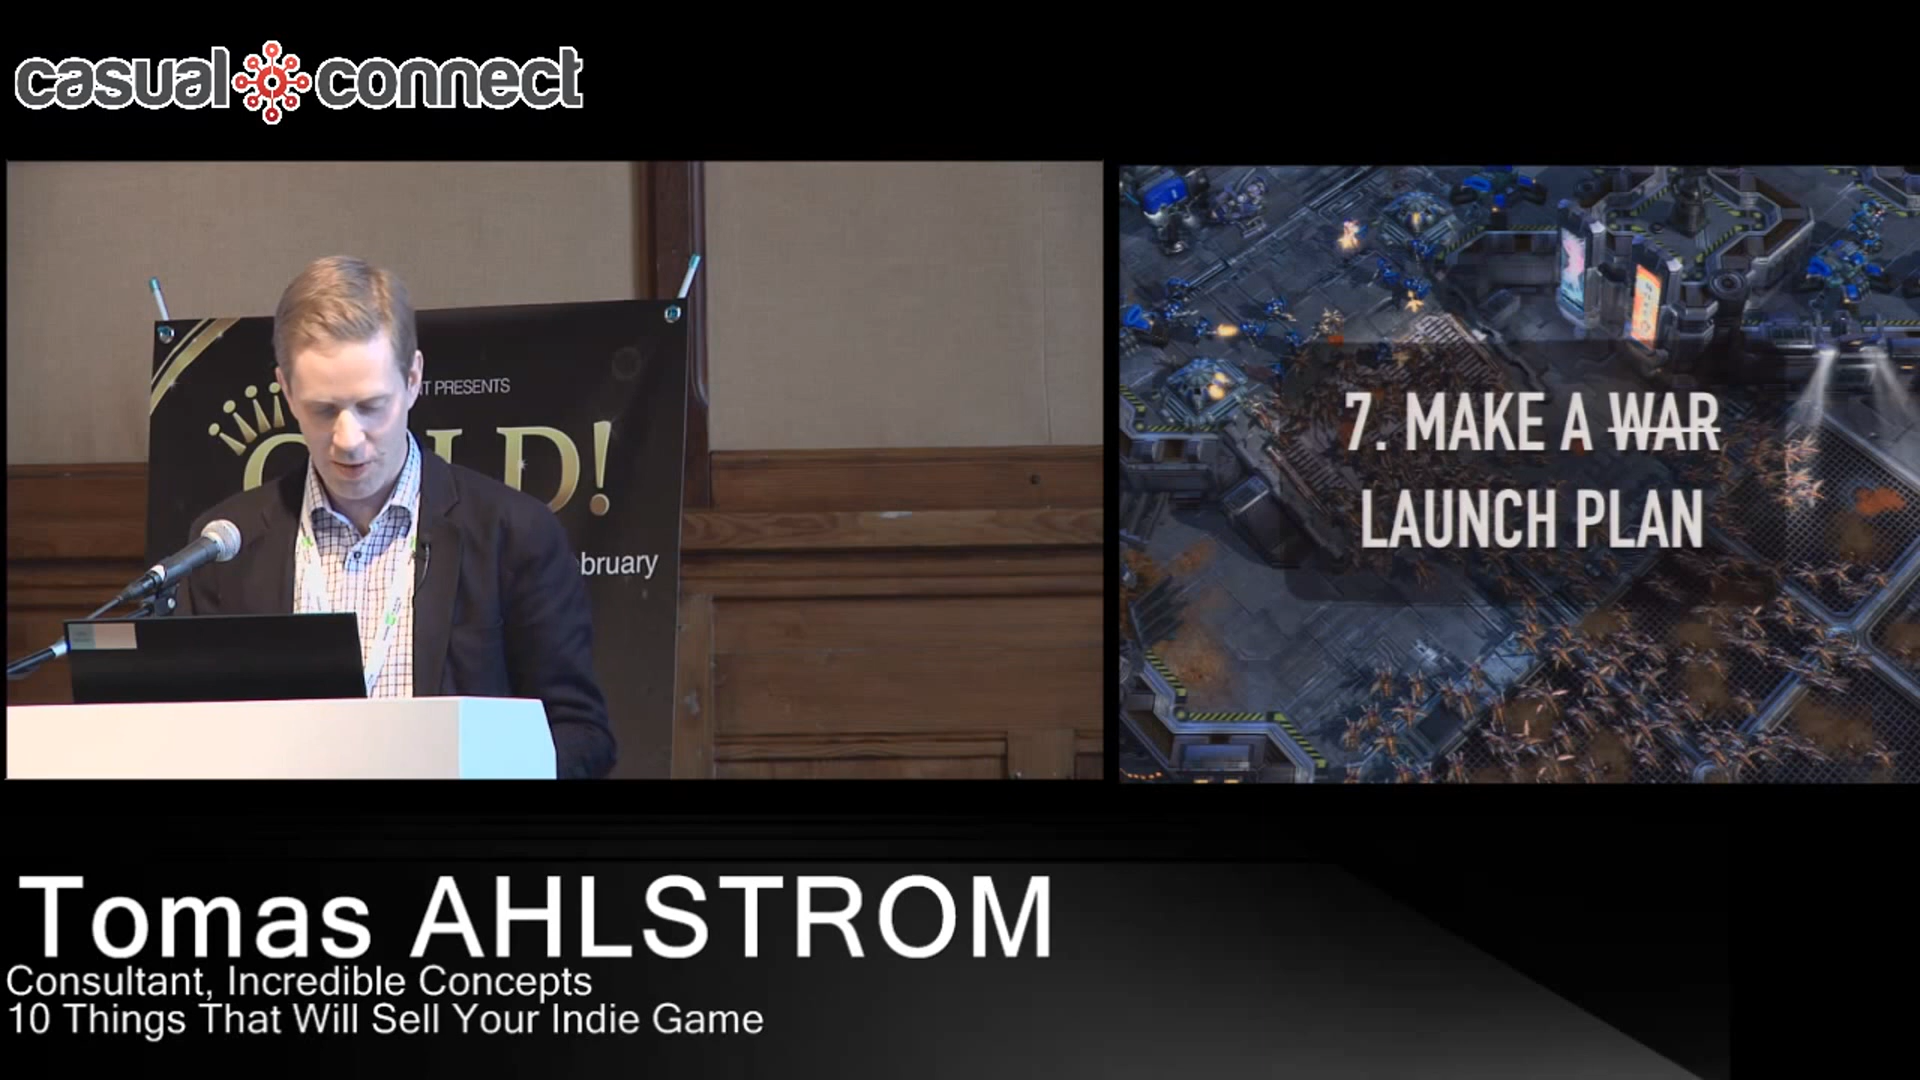 casual connect
T PRESENTS
GOLD!
bruary
7. MAKE A WAR
LAUNCH PLAN
Tomas AHLSTROM
Consultant, Incredible Concepts
10 Things That Will Sell Your Indie Game